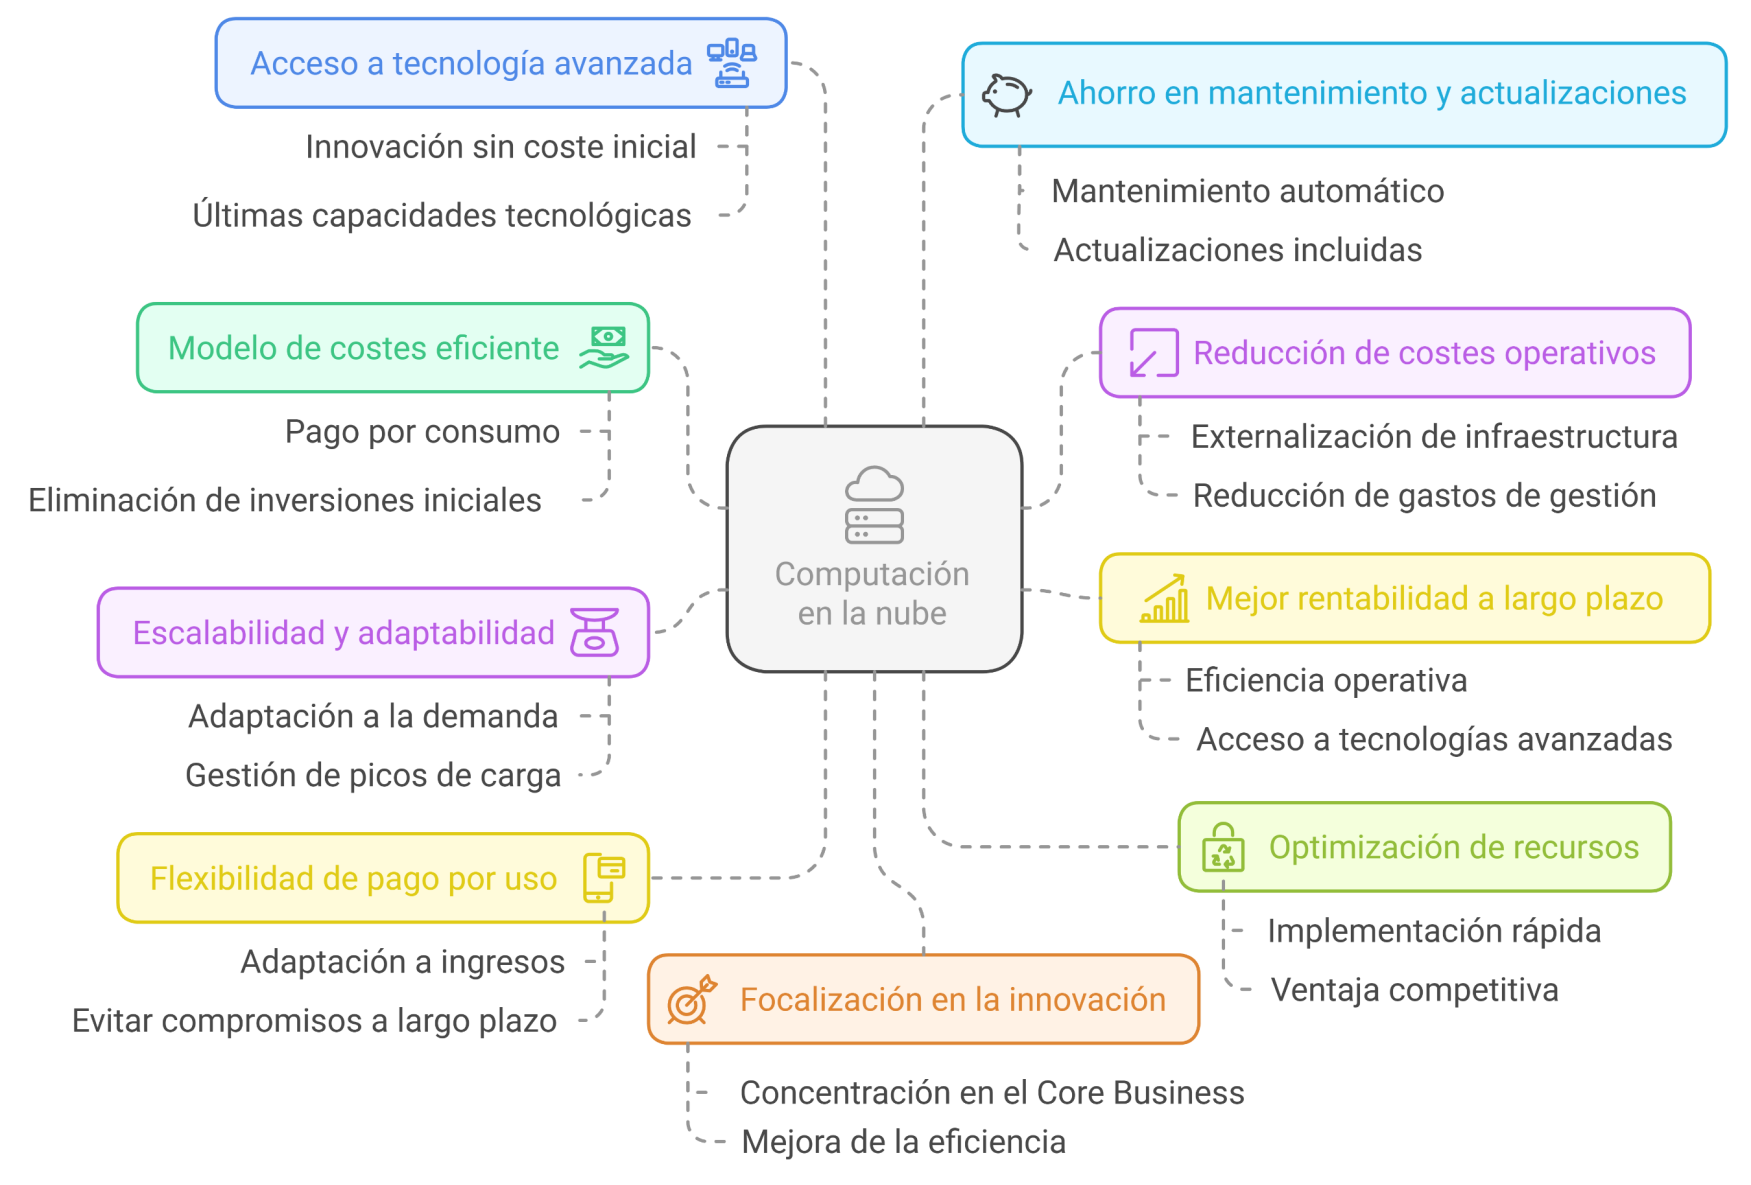 Acceso a tecnología avanzada
Innovación sin coste inicial
Últimas capacidades tecnológicas
Ahorro en mantenimiento y actualizaciones
Mantenimiento automático
Actualizaciones incluidas
Modelo de costes eficiente
Pago por consumo
Eliminación de inversiones iniciales
Reducción de costes operativos
Externalización de infraestructura
Reducción de gastos de gestión
Computación
en la nube
Escalabilidad y adaptabilidad
Adaptación a la demanda
Gestión de picos de carga
Mejor rentabilidad a largo plazo
Eficiencia operativa
Acceso a tecnologías avanzadas
Flexibilidad de pago por uso
Adaptación a ingresos
Evitar compromisos a largo plazo
Optimización de recursos
Implementación rápida
Ventaja competitiva
Focalización en la innovación
Concentración en el Core Business
Mejora de la eficiencia